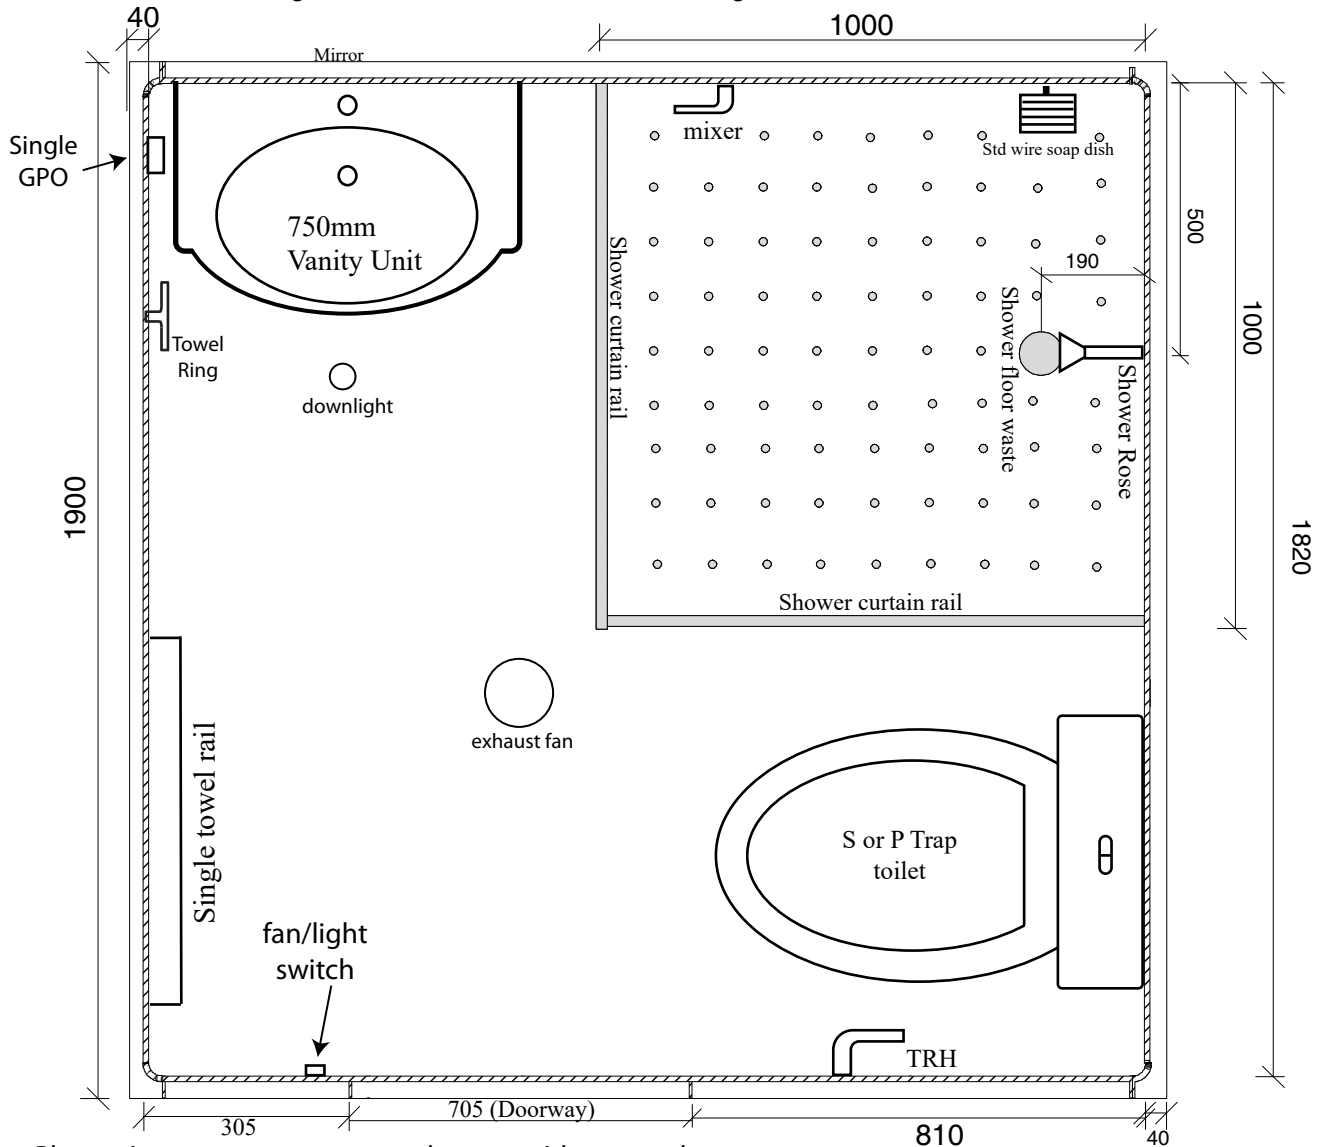 40
1000
Mirror
Single
GPO
mixer
Std wire soap dish
500
190
1000
750mm
Vanity Unit
Shower curtain rail
Shower floor waste
Shower Rose
Towel
Ring
downlight
1900
1820
Shower curtain rail
exhaust fan
Single towel rail
S or P Trap
toilet
fan/light
switch
TRH
305
705 (Doorway)
810
40